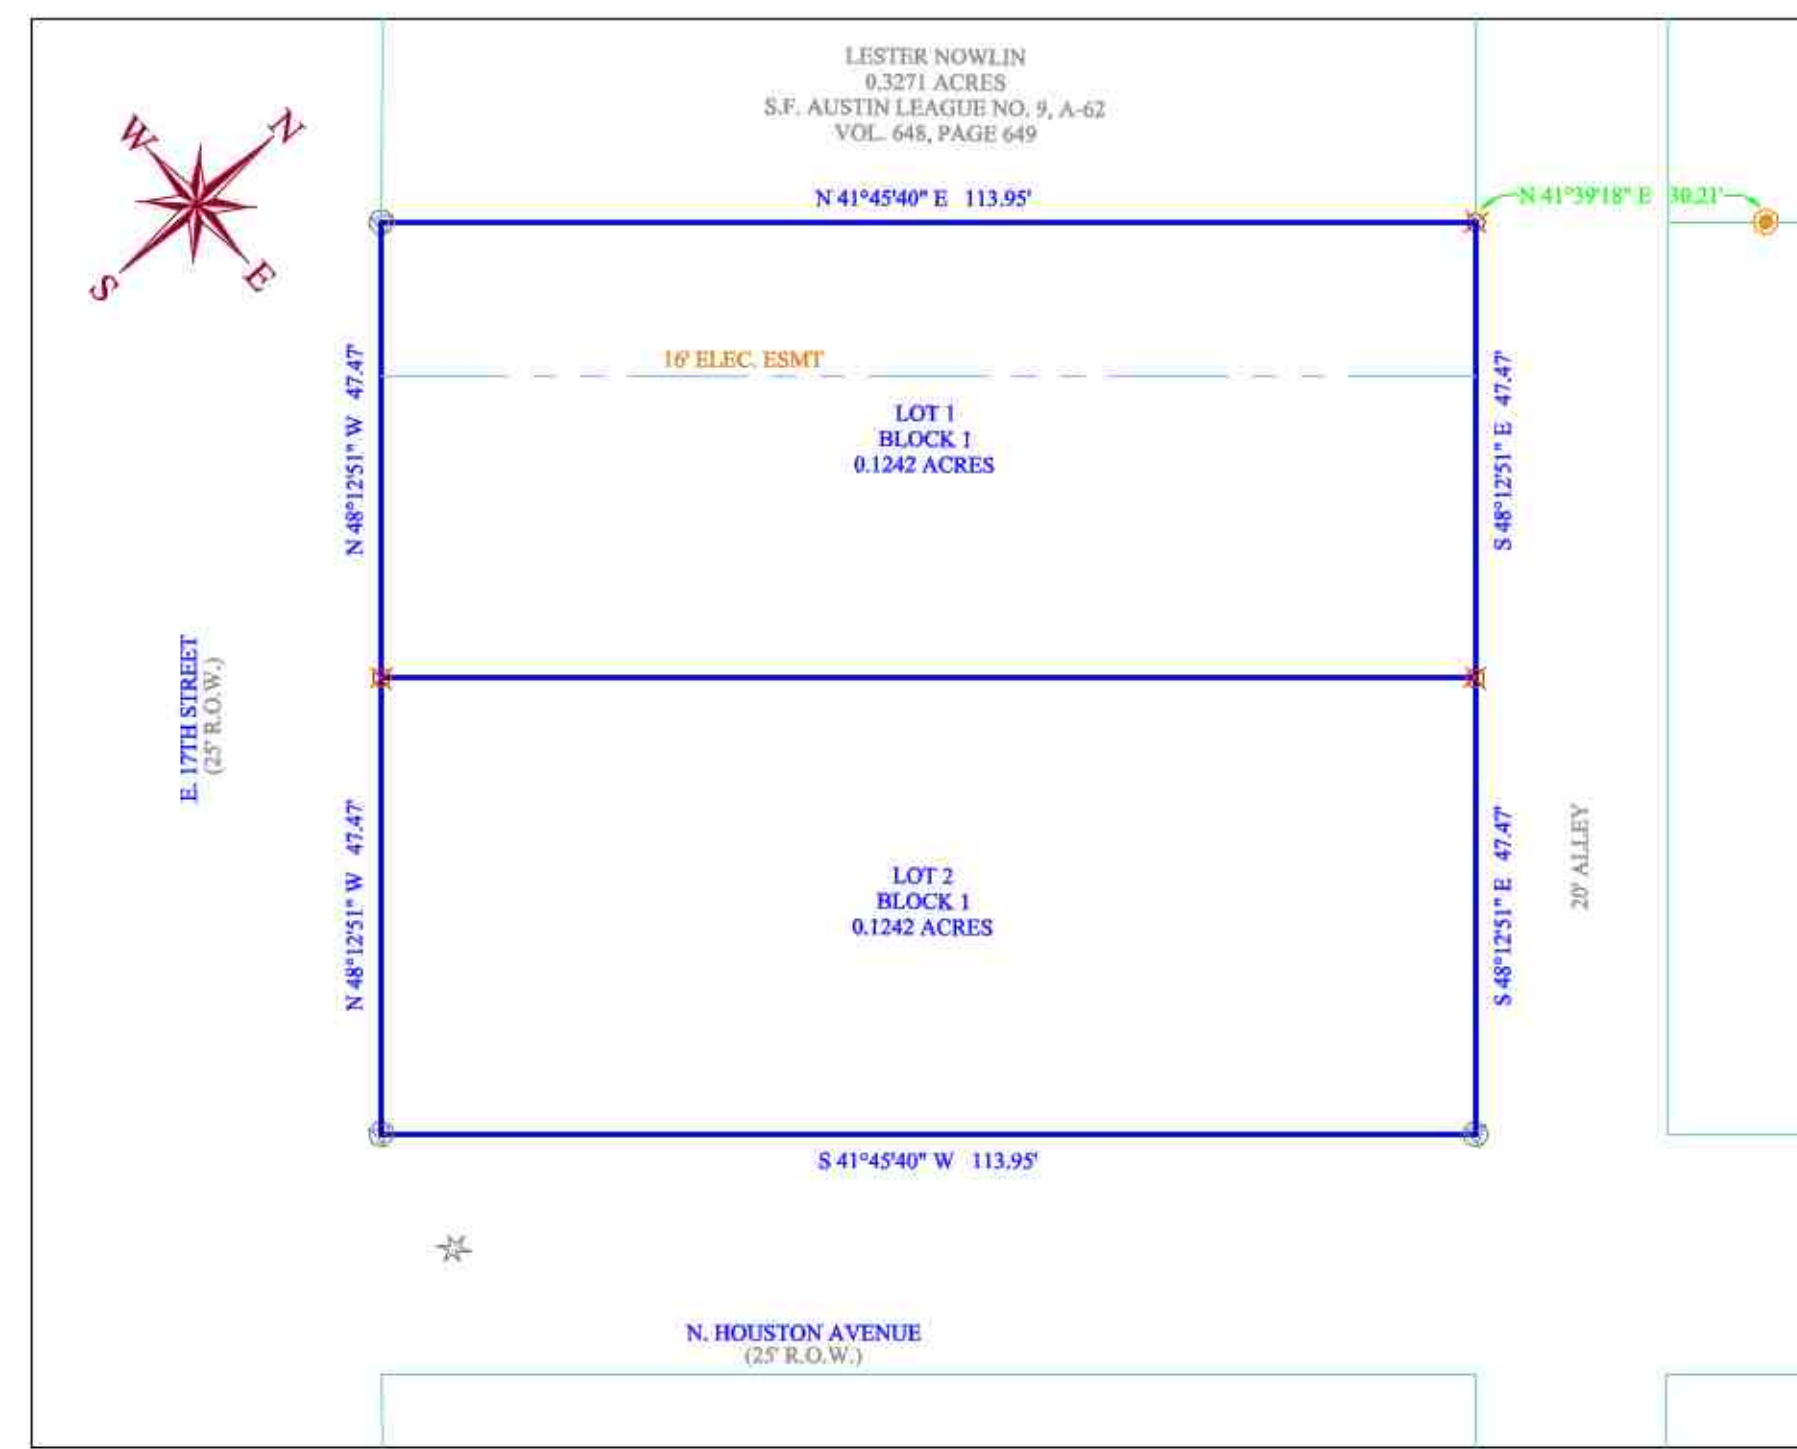 LESTER NOWLIN
0.3271 ACRES
S.F. AUSTIN LEAGUE NO. 9, A-62
VOL. 648, PAGE 649
W
N
S
E
N 41°45'40" E 113.95'
N 41°39'18" E 30.21'
16' ELEC. ESMT
LOT 1
BLOCK 1
0.1242 ACRES
N 48°12'51" W 47.47'
S 48°12'51" E 47.47'
E. 17TH STREET
(25' R.O.W.)
LOT 2
BLOCK 1
0.1242 ACRES
N 48°12'51" W 47.47'
S 48°12'51" E 47.47'
20' ALLEY
S 41°45'40" W 113.95'
N. HOUSTON AVENUE
(25' R.O.W.)